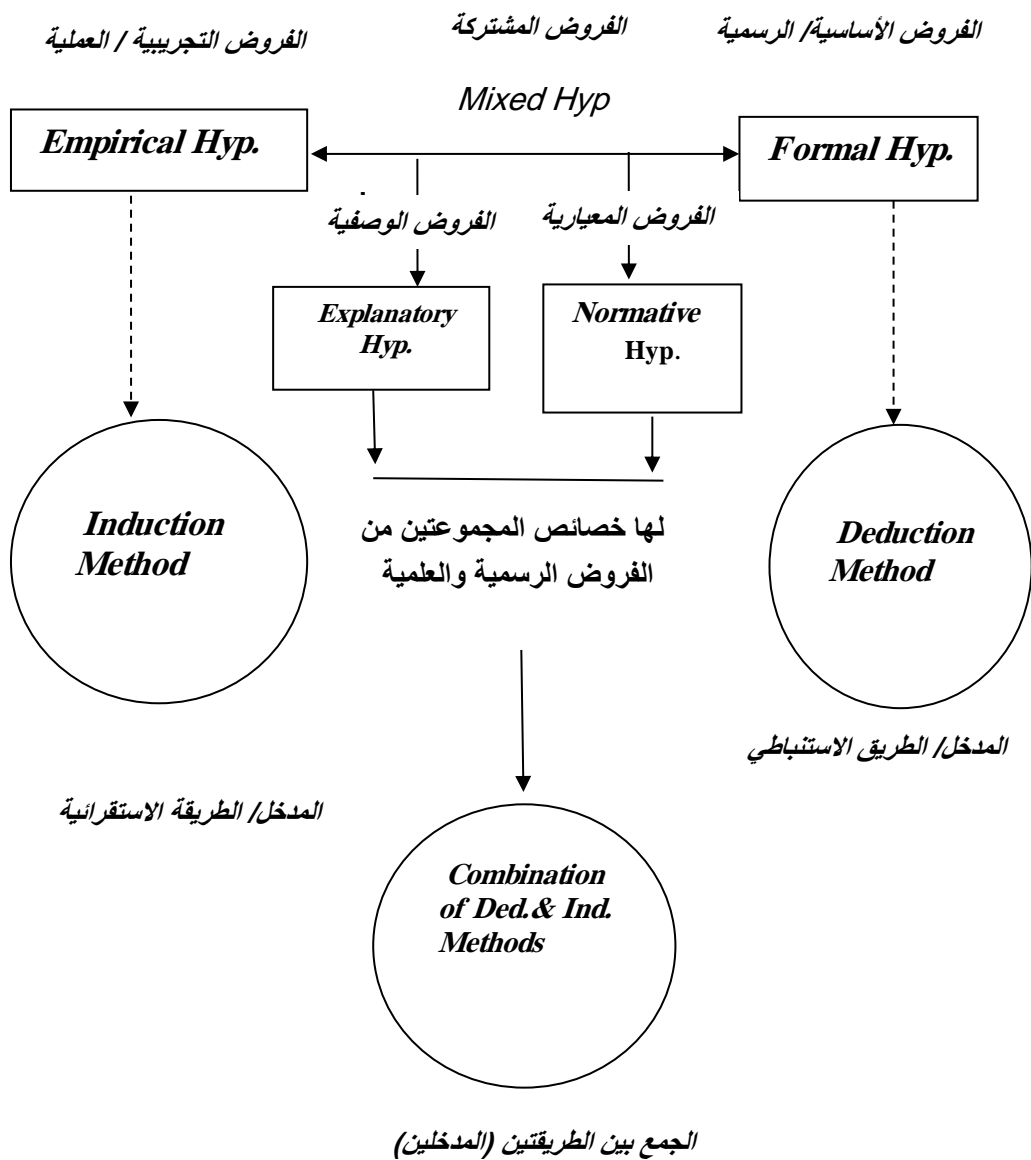 الفروض الأساسية/ الرسمية
الفروض المشتركة
الفروض التجريبية / العملية
Mixed Hyp
Empirical Hyp.
Formal Hyp.
الفروض المعيارية
الفروض الوصفية
Explanatory
Hyp.
Normative
Hyp.
Induction
Method
لها خصائص المجموعتين من
الفروض الرسمية والعلمية
Deduction
Method
المدخل/ الطريق الاستنباطي
المدخل/ الطريقة الاستقرائية
Combination
of Ded.& Ind.
Methods
الجمع بين الطريقتين (المدخلين)